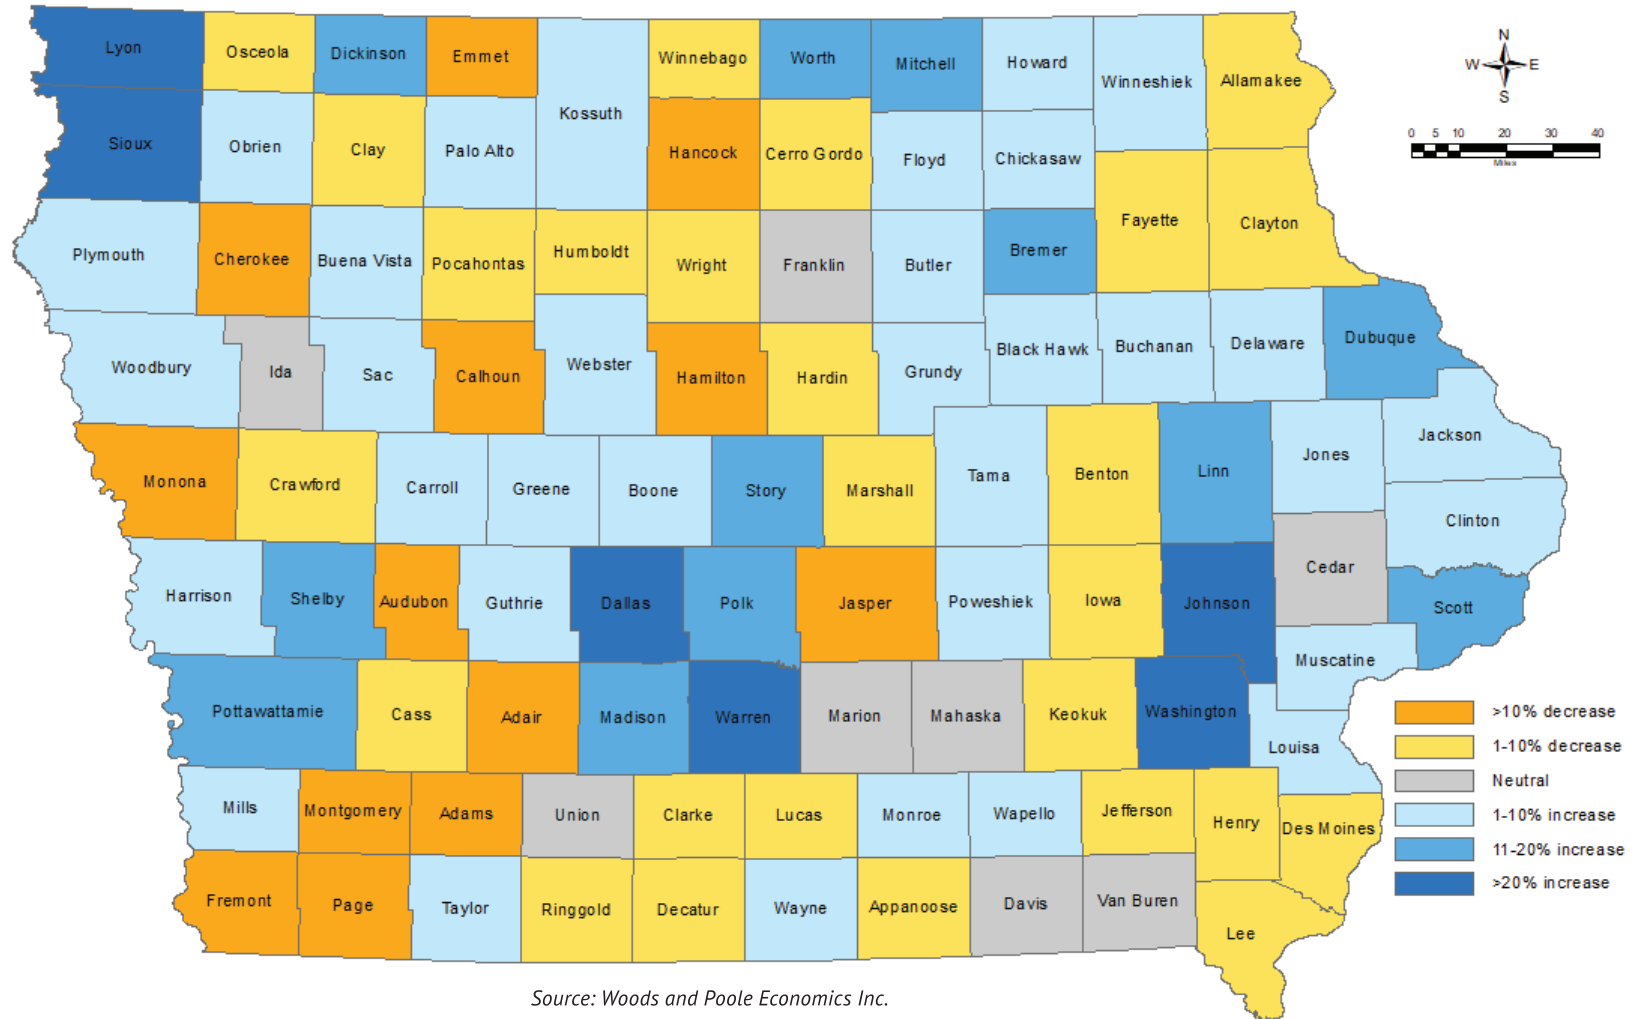 N
W E
S
0 5 10 20 30 40
Miles
Lyon
Osceola
Dickinson
Emmet
Kossuth
Winnebago
Worth
Mitchell
Howard
Winneshiek
Allamakee
Sioux
Obrien
Clay
Palo Alto
Hancock
Cerro Gordo
Floyd
Chickasaw
Fayette
Clayton
Plymouth
Cherokee
Buena Vista
Pocahontas
Humboldt
Wright
Franklin
Butler
Bremer
Woodbury
Ida
Sac
Calhoun
Webster
Hamilton
Hardin
Grundy
Black Hawk
Buchanan
Delaware
Dubuque
Monona
Crawford
Carroll
Greene
Boone
Story
Marshall
Tama
Benton
Linn
Jones
Jackson
Clinton
Harrison
Shelby
Audubon
Guthrie
Dallas
Polk
Jasper
Poweshiek
Iowa
Johnson
Cedar
Scott
Muscatine
Pottawattamie
Cass
Adair
Madison
Warren
Marion
Mahaska
Keokuk
Washington
Louisa
Mills
Montgomery
Adams
Union
Clarke
Lucas
Monroe
Wapello
Jefferson
Henry
Des Moines
Fremont
Page
Taylor
Ringgold
Decatur
Wayne
Appanoose
Davis
Van Buren
Lee
>10% decrease
1-10% decrease
Neutral
1-10% increase
11-20% increase
>20% increase
Source: Woods and Poole Economics Inc.